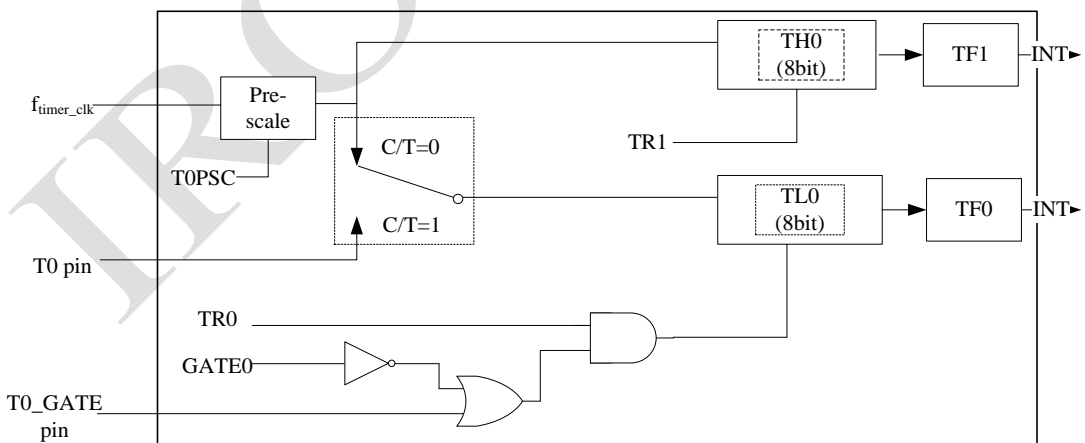 TH0
(8bit)
TF1
INT
f_timer_clk
Pre-
scale
TR1
C/T=0
T0PSC
TL0
(8bit)
TF0
INT
C/T=1
T0 pin
TR0
GATE0
T0_GATE
pin
IRO